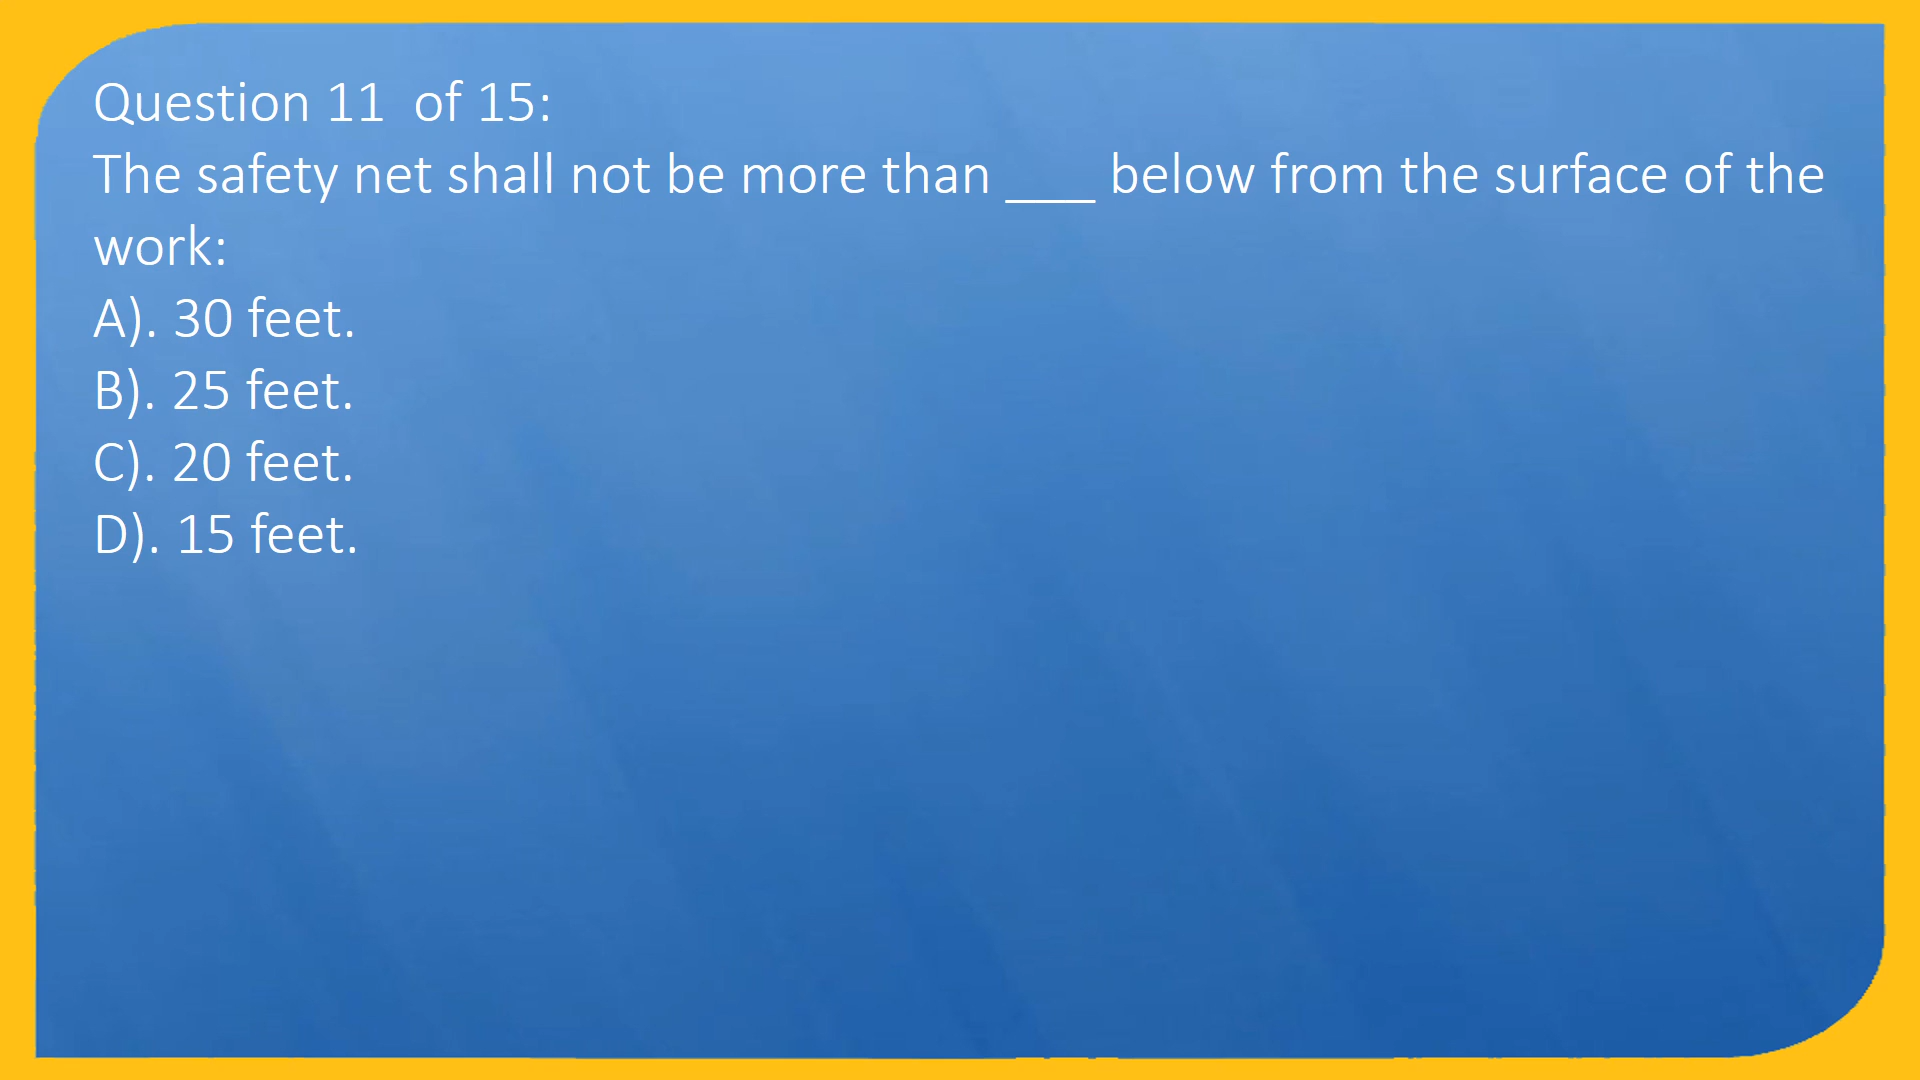 Question 11  of 15:
The safety net shall not be more than ____ below from the surface of the
work:
A). 30 feet.
B). 25 feet.
C). 20 feet.
D). 15 feet.